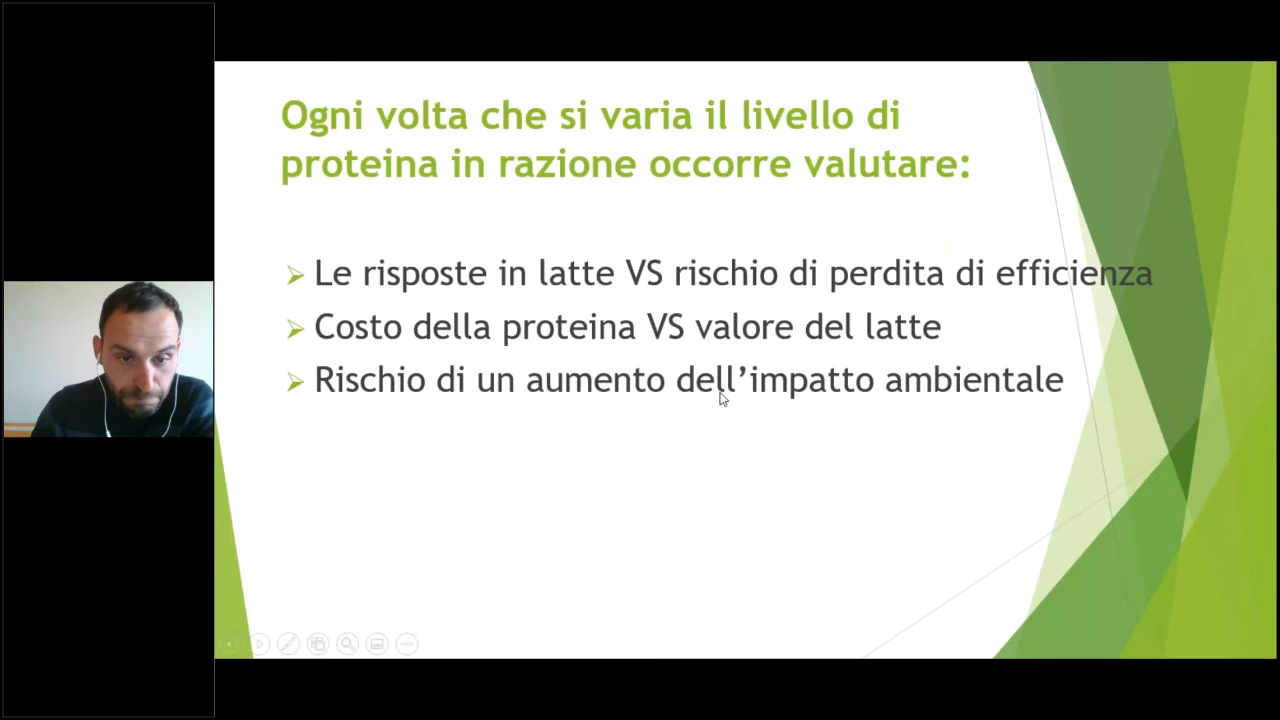 Ogni volta che si varia il livello di
proteina in razione occorre valutare:
Le risposte in latte VS rischio di perdita di efficienza
Costo della proteina VS valore del latte
Rischio di un aumento dell’impatto ambientale